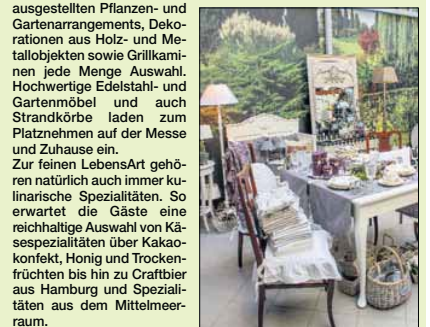 ausgestellten Pflanzen- und
Gartenarrangements, Deko-
rationen aus Holz- und Me-
tallobjekten sowie Grillkami-
nen jede Menge Auswahl.
Hochwertige Edelstahl- und
Gartenmöbel und auch
Strandkörbe laden zum
Platznehmen auf der Messe
und Zuhause ein.
Zur feinen LebensArt gehö-
ren natürlich auch immer ku-
linarische Spezialitäten. So
erwartet die Gäste eine
reichhaltige Auswahl von Kä-
sespezialitäten über Kakao-
konfekt, Honig und Trocken-
früchten bis hin zu Craftbier
aus Hamburg und Speziali-
täten aus dem Mittelmeer-
raum.